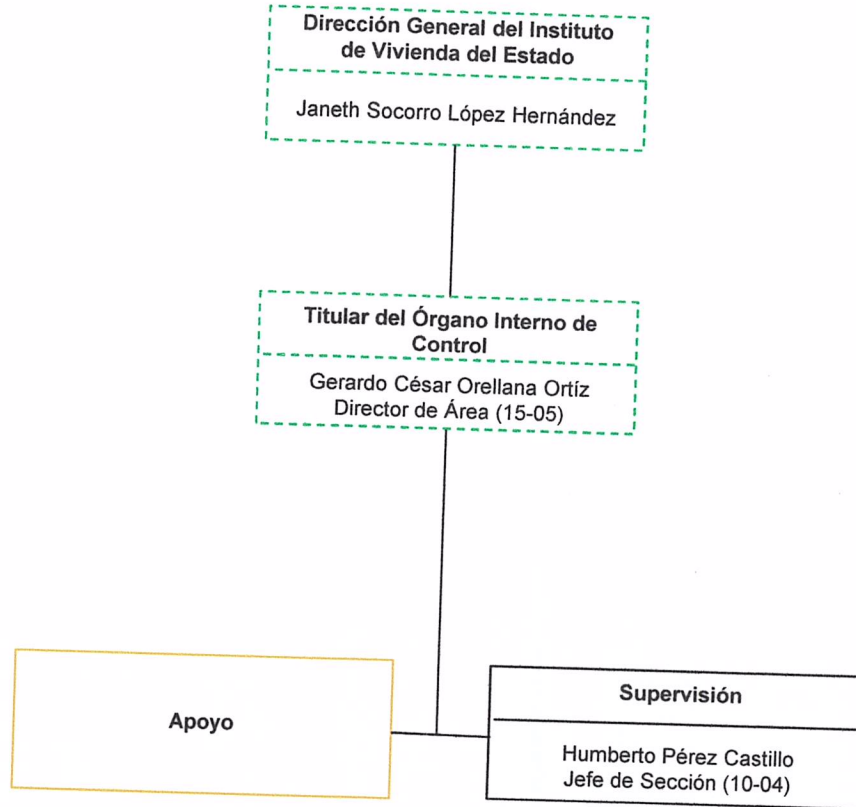 Dirección General del Instituto
de Vivienda del Estado
Janeth Socorro López Hernández
Titular del Órgano Interno de
Control
Gerardo César Orellana Ortíz
Director de Área (15-05)
Apoyo
Supervisión
Humberto Pérez Castillo
Jefe de Sección (10-04)